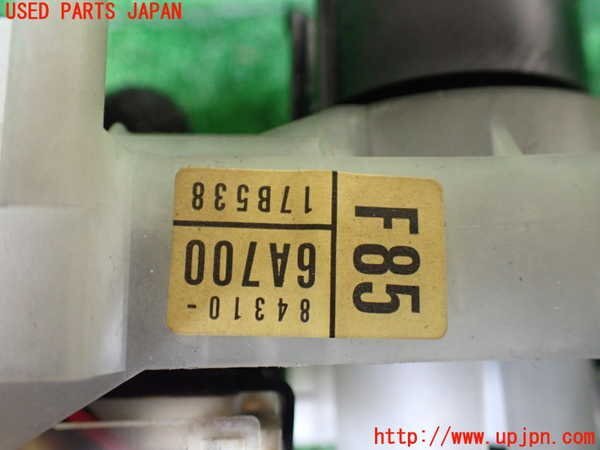 USED PARTS JAPAN
F85
84310-
6A700
17B538
http://www.upjpn.com/